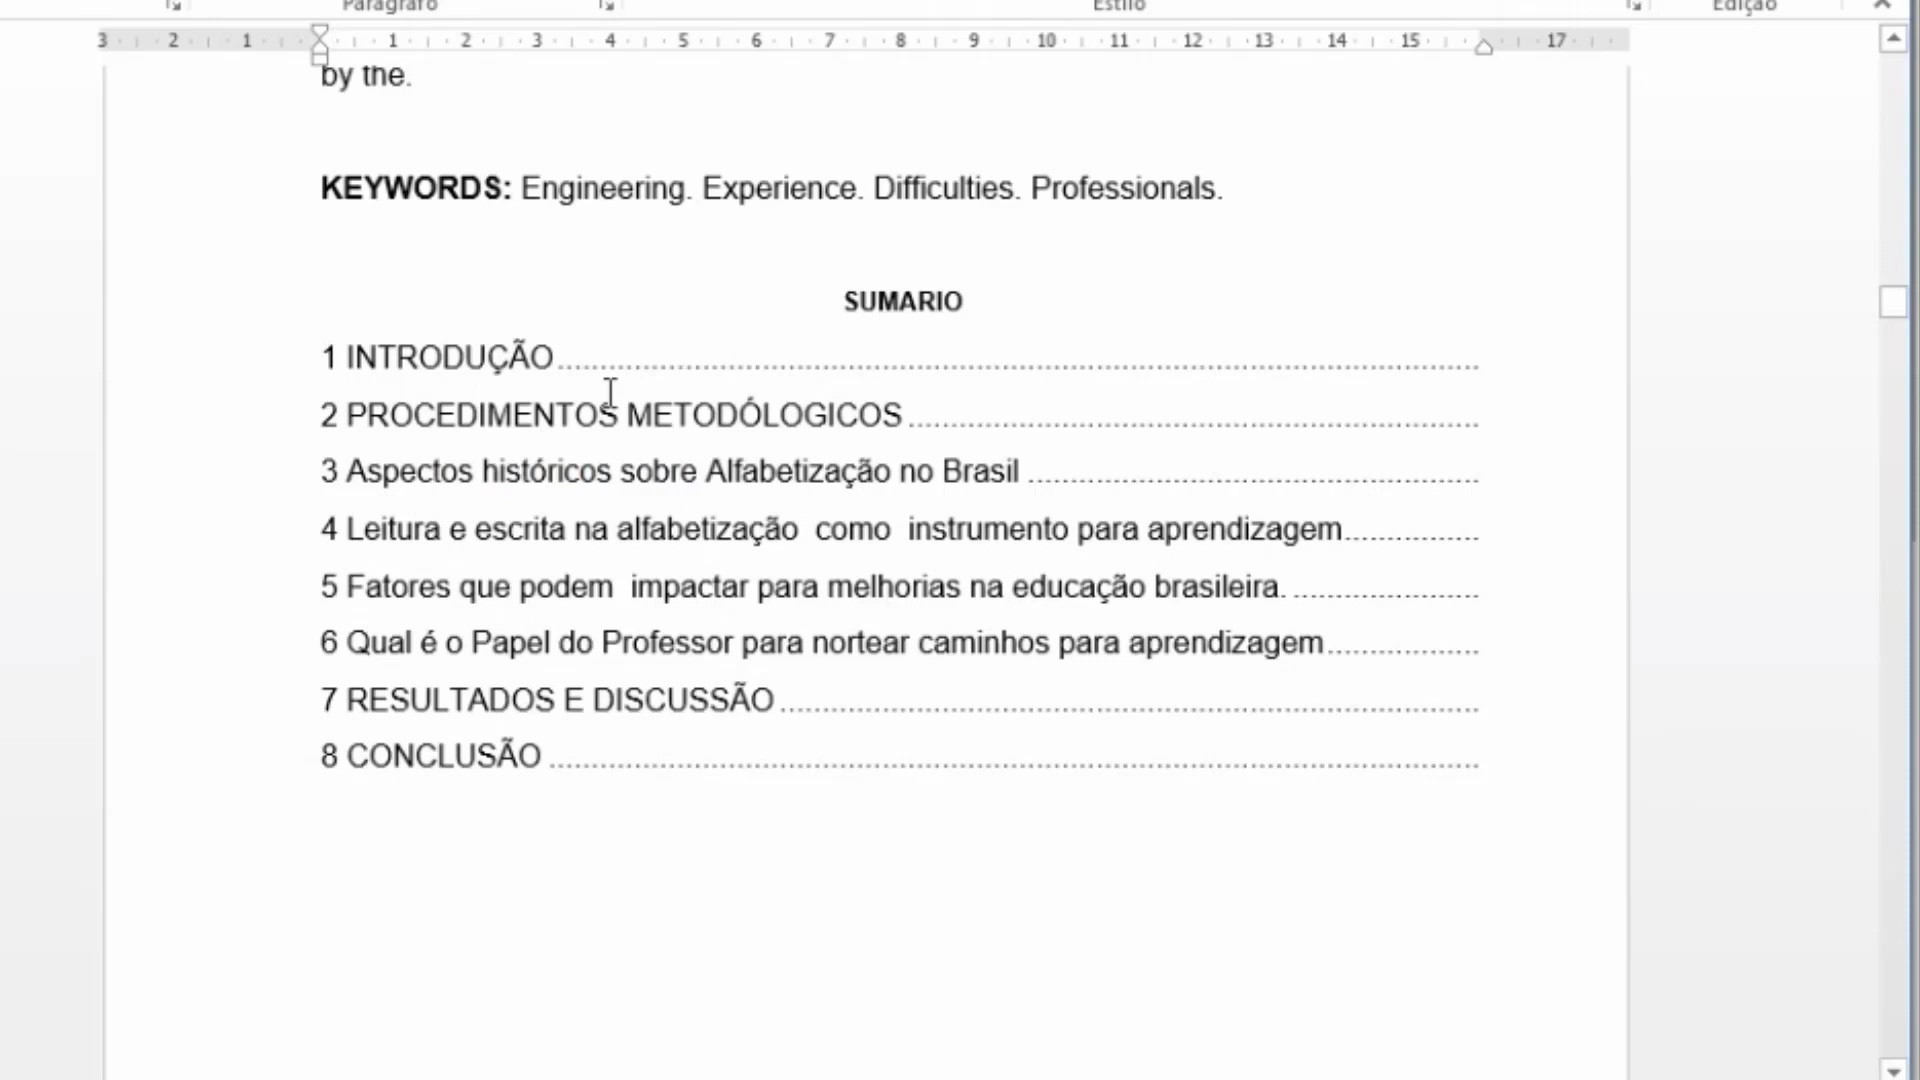 Parágrafo Estilo Edição
3 2 1 1 2 3 4 5 6 7 8 9 10 11 12 13 14 15 17
by the.
KEYWORDS: Engineering. Experience. Difficulties. Professionals.
SUMARIO
1 INTRODUÇÃO................................................
2 PROCEDIMENTOS METODÓLOGICOS ................................................
3 Aspectos históricos sobre Alfabetização no Brasil ................................................
4 Leitura e escrita na alfabetização  como  instrumento para aprendizagem................
5 Fatores que podem  impactar para melhorias na educação brasileira. ......................
6 Qual é o Papel do Professor para nortear caminhos para aprendizagem..................
7 RESULTADOS E DISCUSSÃO ................................................
8 CONCLUSÃO ................................................